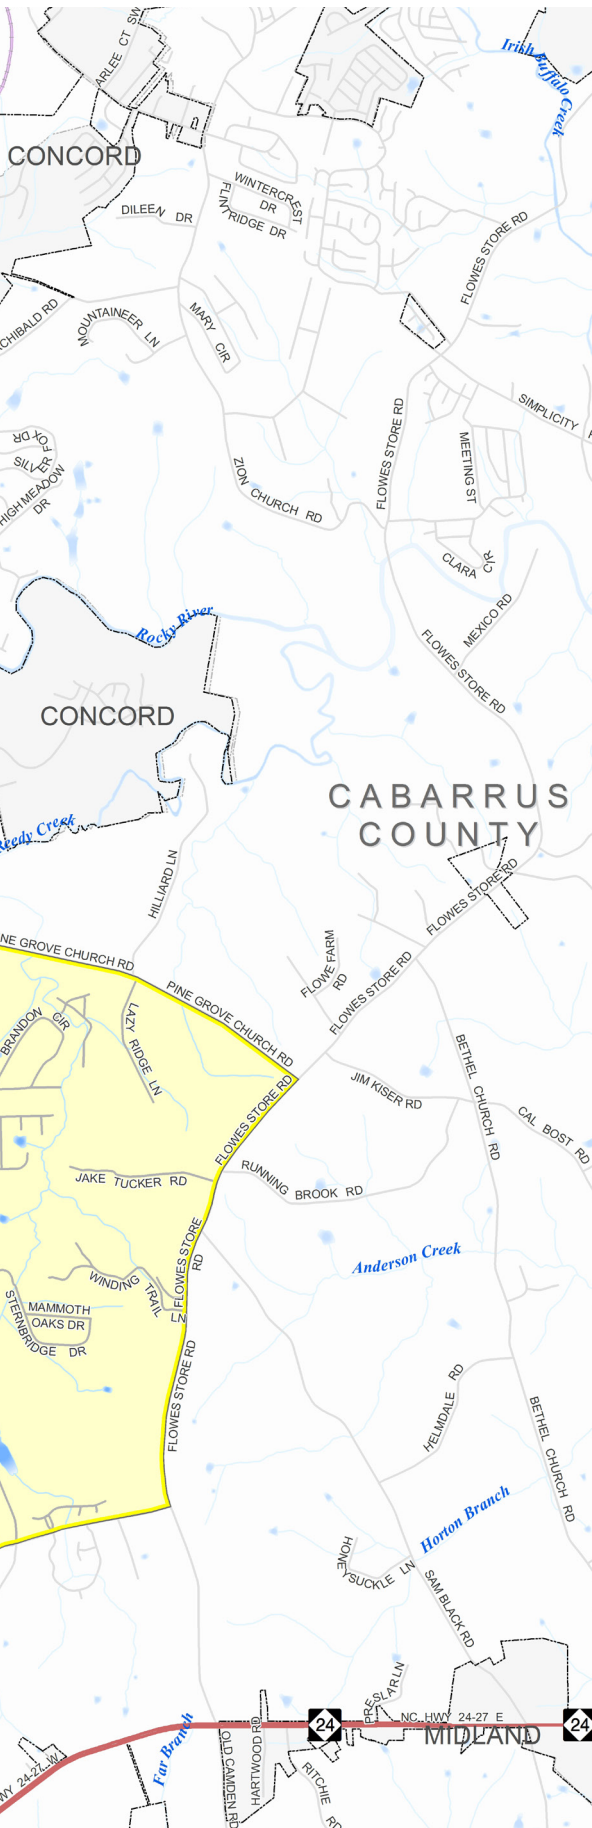 ARLEE CT SW
Irish Buffalo Creek
CONCORD
WINTERCREST
DR
FLINTRIDGE DR
DILEEN DR
FLOWES STORE RD
CHIBALD RD
MOUNTAINEER LN
MARY CIR
SIMPLICITY
FLOWES STORE RD
SILVER FOX DR
MEETING ST
HIGH MEADOW
DR
ZION CHURCH RD
CLARA CIR
MEXICO RD
Rocky River
FLOWES STORE RD
CONCORD
CABARRUS
COUNTY
Reedy Creek
HILLIARD LN
FLOWES STORE RD
NE GROVE CHURCH RD
FLOWE FARM
RD
FLOWES STORE RD
PINE GROVE CHURCH RD
BRANDON CIR
LAZY RIDGE LN
BETHEL CHURCH RD
JIM KISER RD
CAL BOST RD
FLOWES STORE RD
JAKE TUCKER RD
RUNNING BROOK RD
FLOWES STORE
RD
Anderson Creek
WINDING TRAIL LN
MAMMOTH
OAKS DR
STERNBRIDGE DR
FLOWES STORE RD
HELMDALE RD
BETHEL CHURCH RD
Horton Branch
HONEYSUCKLE LN
SAM BLACK RD
PRESLAR LN
NC HWY 24-27 E
24
24
MIDLAND
Far Branch
OLD CAMDEN RD
HARTWOOD RD
WY 24-27 W
RITCHIE RD